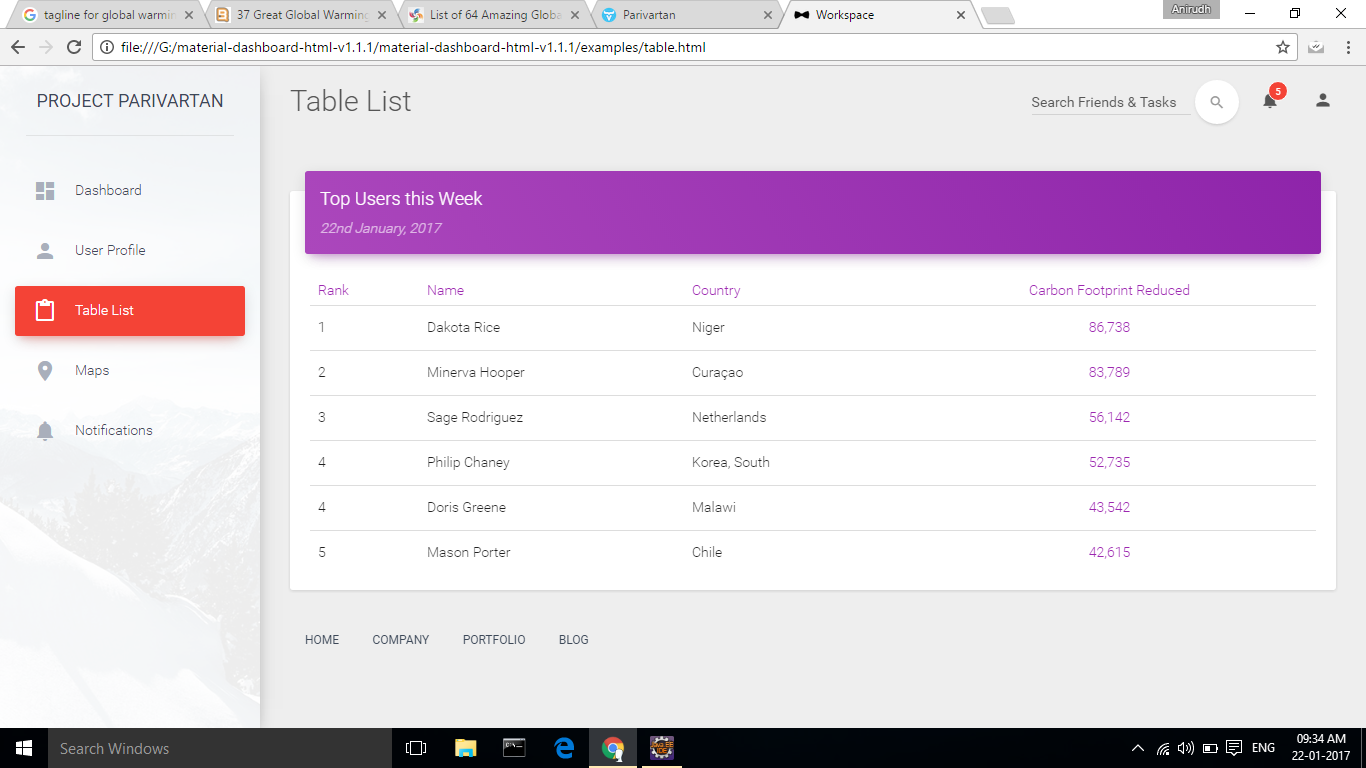 tagline for global warmin
37 Great Global Warming
List of 64 Amazing Globa
Parivartan
Workspace
Anirudh
file:///G:/material-dashboard-html-v1.1.1/material-dashboard-html-v1.1.1/examples/table.html
PROJECT PARIVARTAN
Table List
Search Friends & Tasks
5
Dashboard
User Profile
Table List
Maps
Notifications
Top Users this Week
22nd January, 2017
Rank Name Country Carbon Footprint Reduced
1 Dakota Rice Niger 86,738
2 Minerva Hooper Curaçao 83,789
3 Sage Rodriguez Netherlands 56,142
4 Philip Chaney Korea, South 52,735
4 Doris Greene Malawi 43,542
5 Mason Porter Chile 42,615
HOME COMPANY PORTFOLIO BLOG
Search Windows
ENG
09:34 AM
22-01-2017